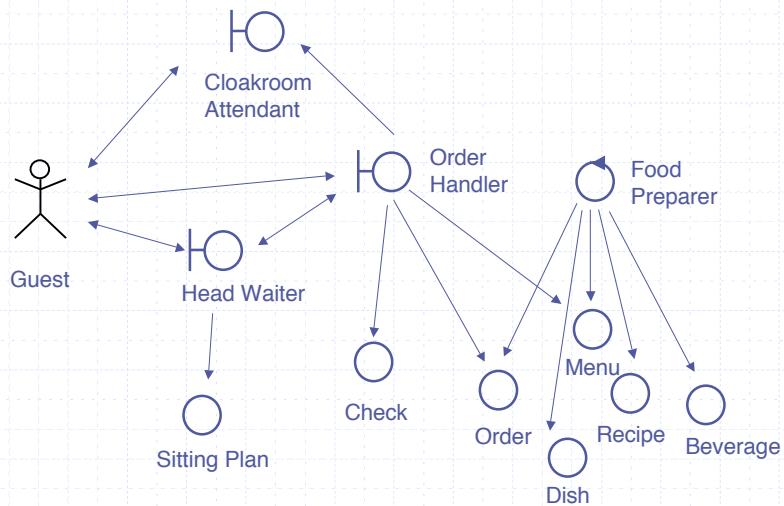 Cloakroom
Attendant
Order
Handler
Food
Preparer
Guest
Head Waiter
Menu
Check
Order
Recipe
Beverage
Sitting Plan
Dish